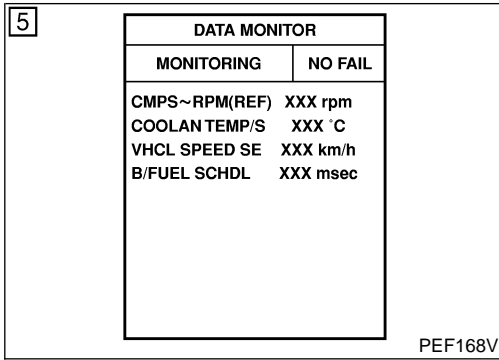 5
DATA MONITOR
MONITORING NO FAIL
CMPS~RPM(REF) XXX rpm
COOLAN TEMP/S XXX ˚C
VHCL SPEED SE XXX km/h
B/FUEL SCHDL XXX msec
PEF168V